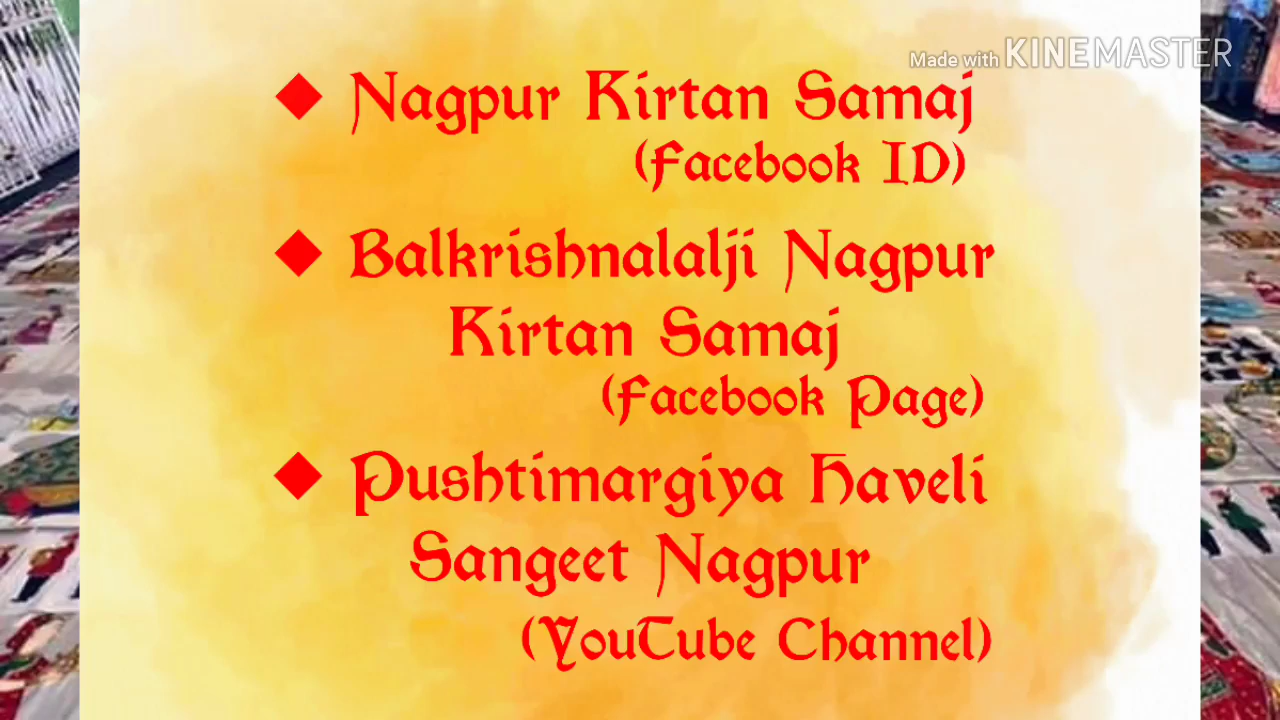 Made with KINEMASTER
◆ Nagpur Kirtan Samaj
(Facebook ID)
◆ Balkrishnalalji Nagpur
Kirtan Samaj
(Facebook Page)
◆ Pushtimargiya Haveli
Sangeet Nagpur
(YouTube Channel)